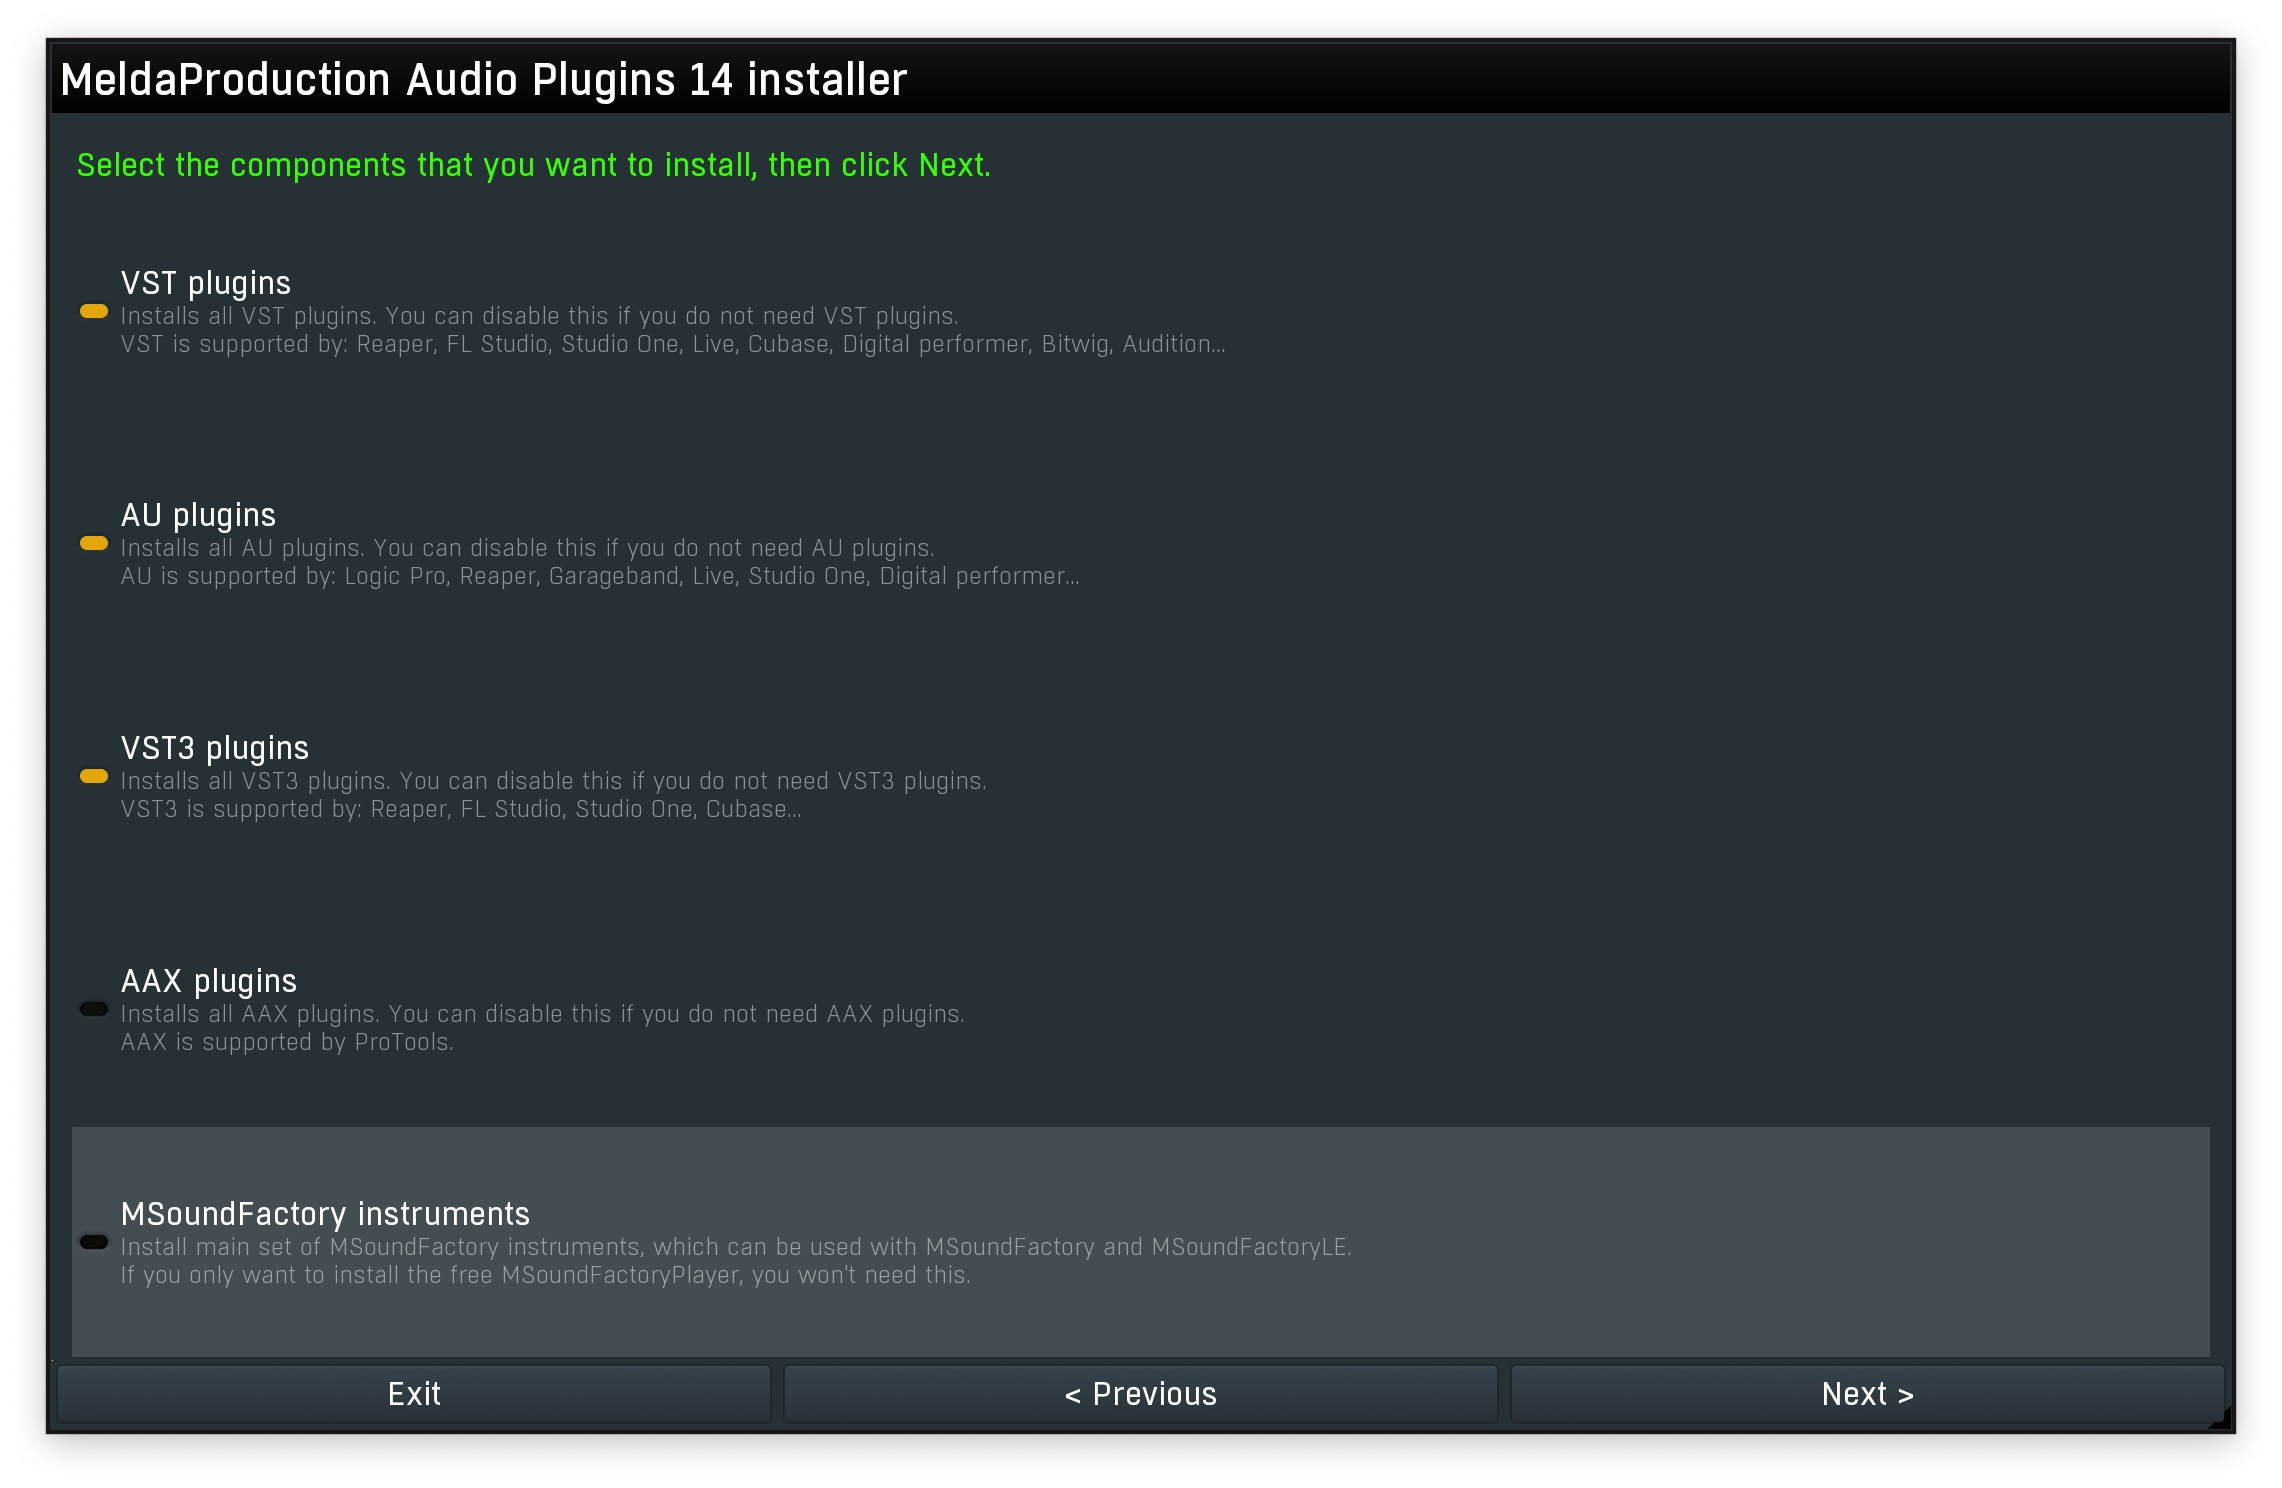 MeldaProduction Audio Plugins 14 installer
Select the components that you want to install, then click Next.
VST plugins
Installs all VST plugins. You can disable this if you do not need VST plugins.
VST is supported by: Reaper, FL Studio, Studio One, Live, Cubase, Digital performer, Bitwig, Audition...
AU plugins
Installs all AU plugins. You can disable this if you do not need AU plugins.
AU is supported by: Logic Pro, Reaper, Garageband, Live, Studio One, Digital performer...
VST3 plugins
Installs all VST3 plugins. You can disable this if you do not need VST3 plugins.
VST3 is supported by: Reaper, FL Studio, Studio One, Cubase...
AAX plugins
Installs all AAX plugins. You can disable this if you do not need AAX plugins.
AAX is supported by ProTools.
MSoundFactory instruments
Install main set of MSoundFactory instruments, which can be used with MSoundFactory and MSoundFactoryLE.
If you only want to install the free MSoundFactoryPlayer, you won't need this.
Exit
< Previous
Next >